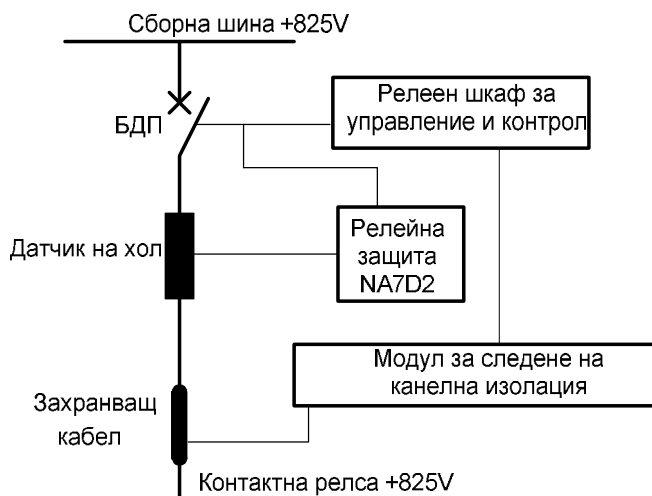 Сборна шина +825V
Релеен шкаф за
управление и контрол
БДП
Релейна
защита
NA7D2
Датчик на хол
Модул за следене на
канелна изолация
Захранващ
кабел
Контактна релса +825V